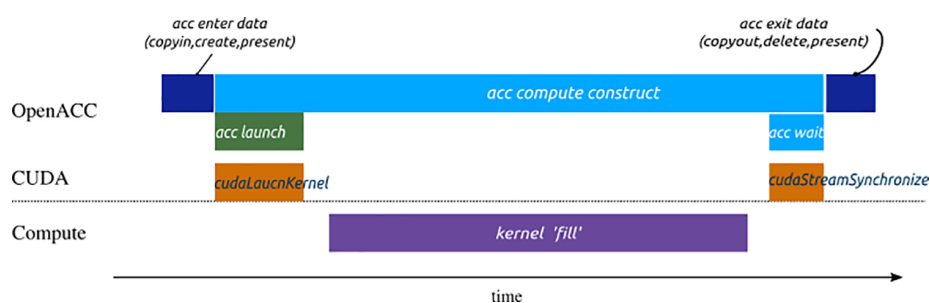 acc enter data
(copyin,create,present)
acc exit data
(copyout,delete,present)
OpenACC
acc compute construct
acc launch
acc wait
CUDA
cudaLaucnKernel
cudaStreamSynchronize
Compute
kernel 'fill'
time